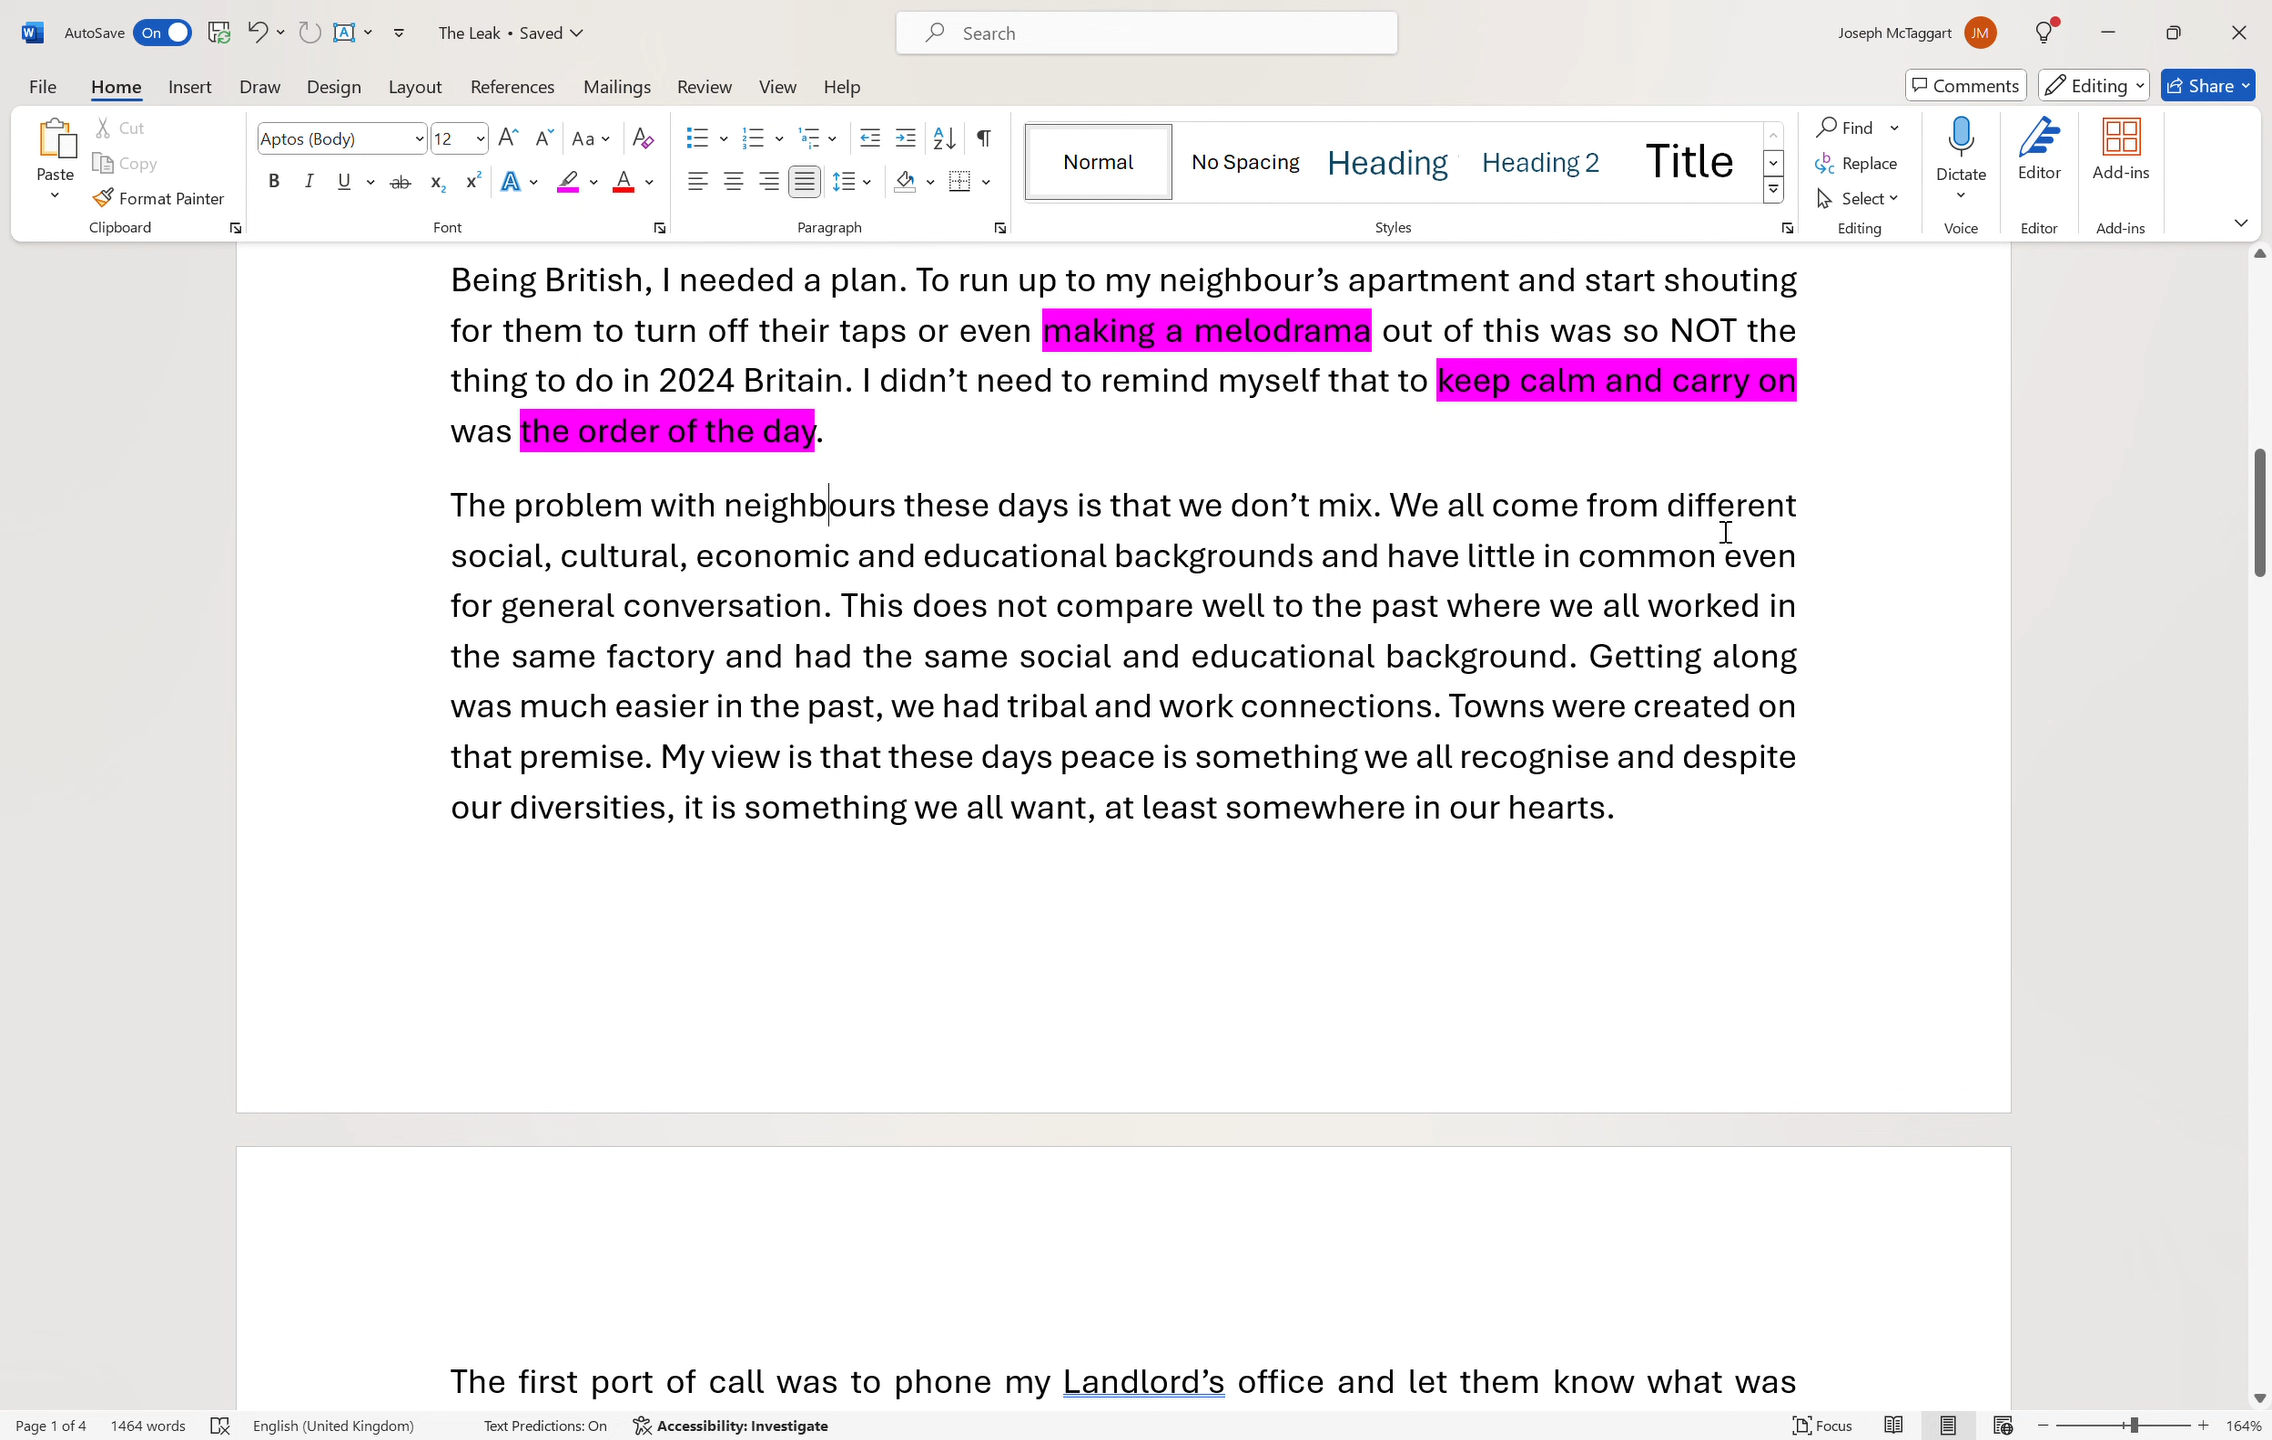 AutoSave On The Leak • Saved Search Joseph McTaggart JM
File Home Insert Draw Design Layout References Mailings Review View Help Comments Editing Share
Paste Cut Copy Format Painter Clipboard
Aptos (Body) 12 Aa Font
Paragraph
Normal No Spacing Heading Heading 2 Title Styles
Find Replace Select Editing
Dictate Voice
Editor Editor
Add-ins Add-ins
Being British, I needed a plan. To run up to my neighbour’s apartment and start shouting
for them to turn off their taps or even making a melodrama out of this was so NOT the
thing to do in 2024 Britain. I didn’t need to remind myself that to keep calm and carry on
was the order of the day.
The problem with neighbours these days is that we don’t mix. We all come from different
social, cultural, economic and educational backgrounds and have little in common even
for general conversation. This does not compare well to the past where we all worked in
the same factory and had the same social and educational background. Getting along
was much easier in the past, we had tribal and work connections. Towns were created on
that premise. My view is that these days peace is something we all recognise and despite
our diversities, it is something we all want, at least somewhere in our hearts.
The first port of call was to phone my Landlord’s office and let them know what was
Page 1 of 4 1464 words English (United Kingdom) Text Predictions: On Accessibility: Investigate Focus 164%